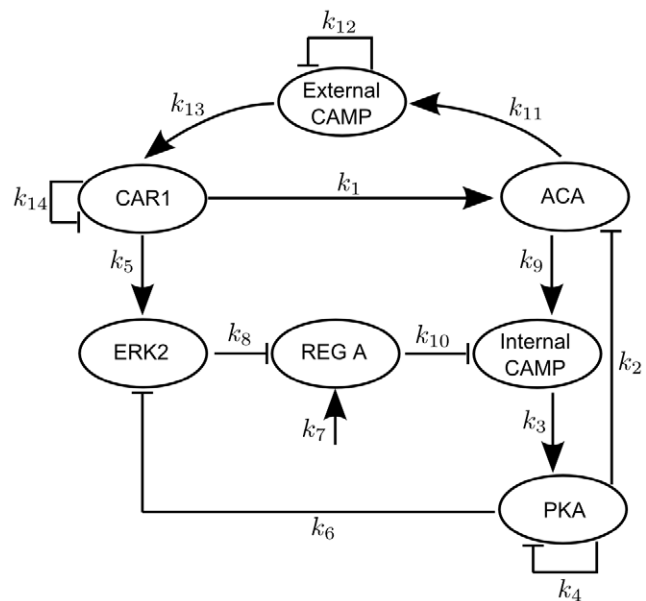 k₁₂
External
CAMP
k₁₃
k₁₁
k₁₄
CAR1
k₁
ACA
k₅
k₉
ERK2
k₈
REG A
k₁₀
Internal
CAMP
k₂
k₇
k₃
PKA
k₆
k₄